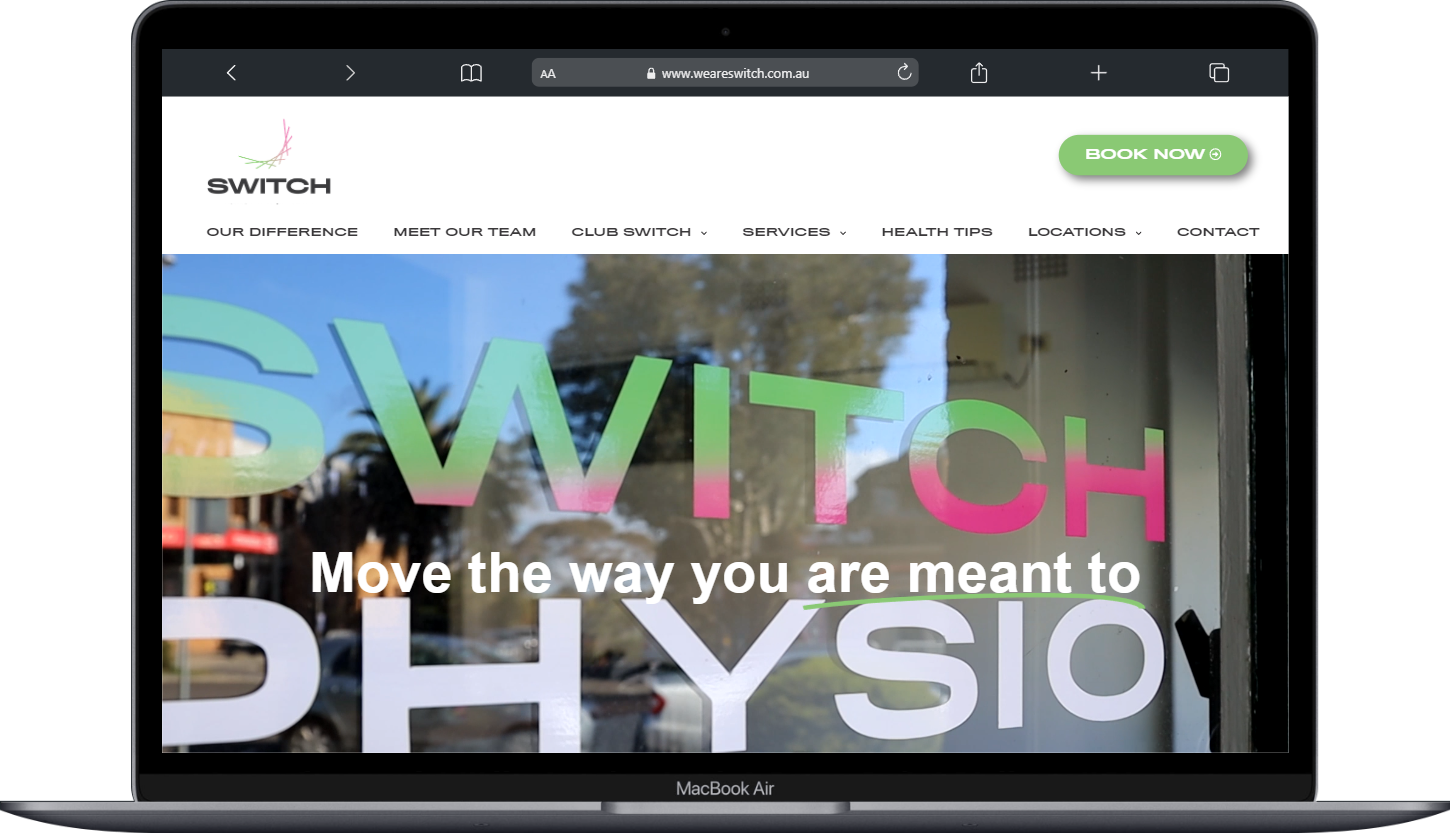 AA www.weareswitch.com.au
SWITCH
BOOK NOW
OUR DIFFERENCE MEET OUR TEAM CLUB SWITCH SERVICES HEALTH TIPS LOCATIONS CONTACT
SWITCH
Move the way you are meant to
PHYSIO
MacBook Air